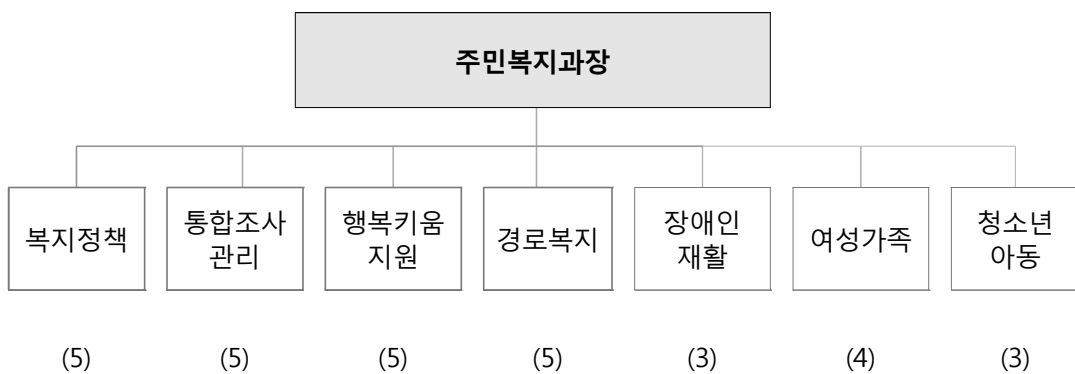 주민복지과장
복지정책
통합조사
관리
행복키움
지원
경로복지
장애인
재활
여성가족
청소년
아동
(5)
(5)
(5)
(5)
(3)
(4)
(3)